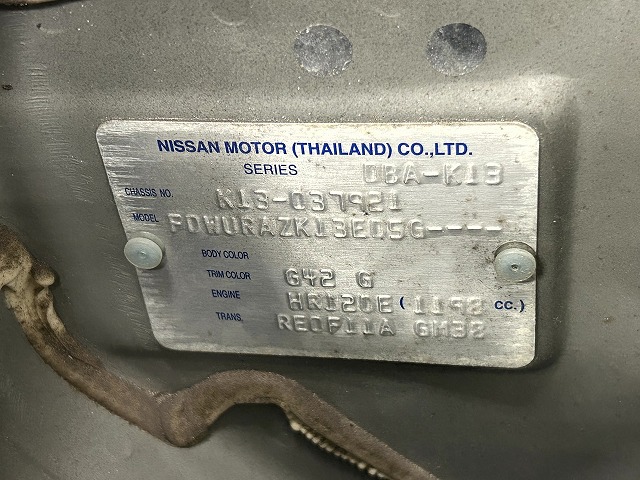 NISSAN MOTOR (THAILAND) CO.,LTD.
SERIES DBA-K13
CHASSIS NO. K13-037921
MODEL FDWURAZK13EDSG----
BODY COLOR
TRIM COLOR G42 G
ENGINE HR12DE (1198 CC.)
TRANS. RE0F11A GM32